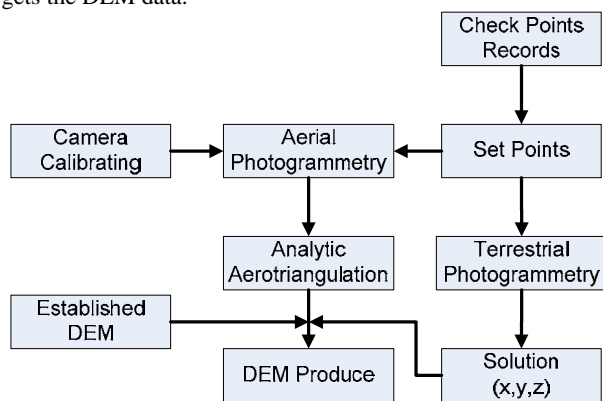 gets the DEM data.
Check Points
Records
Camera
Calibrating
Aerial
Photogrammetry
Set Points
Analytic
Aerotriangulation
Terrestrial
Photogrammetry
Established
DEM
DEM Produce
Solution
(x,y,z)